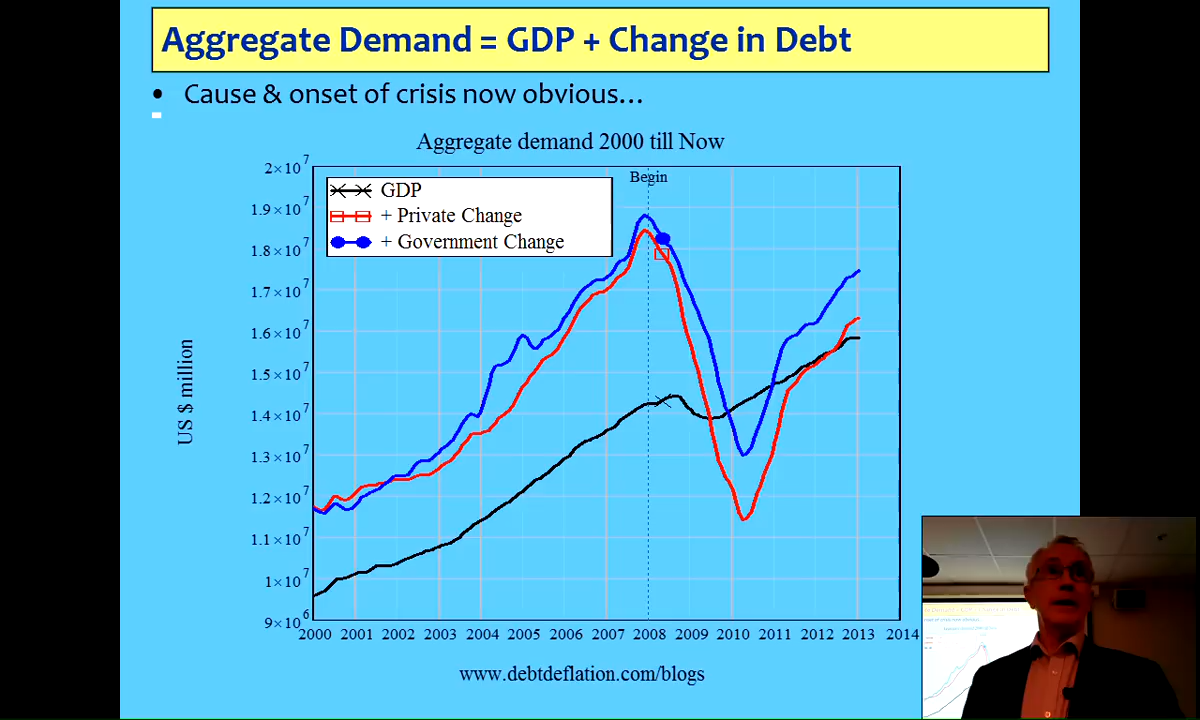 Aggregate Demand = GDP + Change in Debt
• Cause & onset of crisis now obvious…
Aggregate demand 2000 till Now
Begin
GDP
+ Private Change
+ Government Change
2×10 7
1.9×10 7
1.8×10 7
1.7×10 7
1.6×10 7
1.5×10 7
1.4×10 7
1.3×10 7
1.2×10 7
1.1×10 7
1×10 7
9×10 6
US $ million
2000 2001 2002 2003 2004 2005 2006 2007 2008 2009 2010 2011 2012 2013 2014
www.debtdeflation.com/blogs